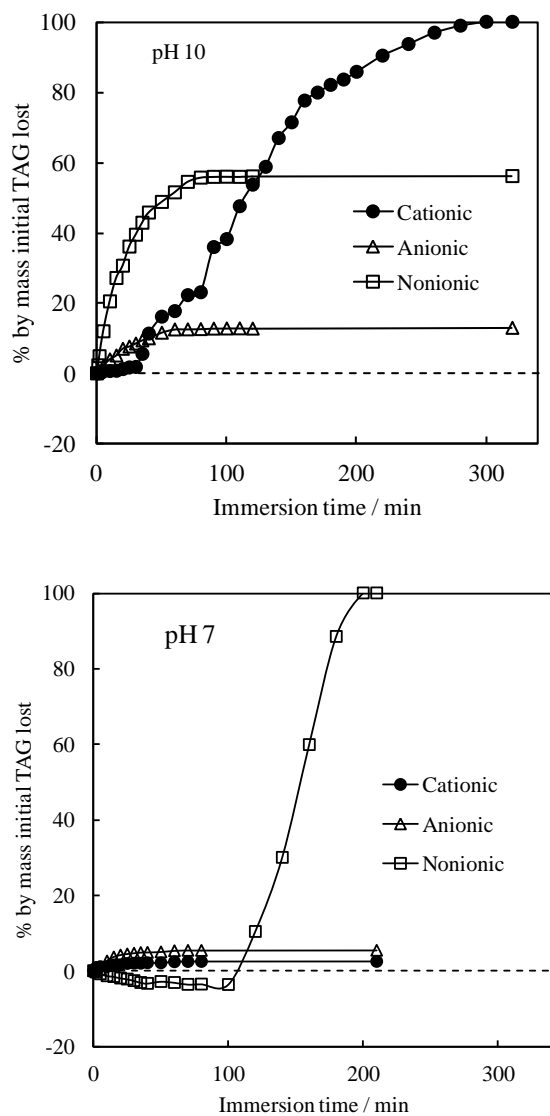 100
pH 10
80
60
Cationic
40
Anionic
Nonionic
20
0
-20
0
100
200
300
% by mass initial TAG lost
Immersion time / min
100
pH 7
80
60
Cationic
40
Anionic
Nonionic
20
0
-20
0
100
200
300
% by mass initial TAG lost
Immersion time / min